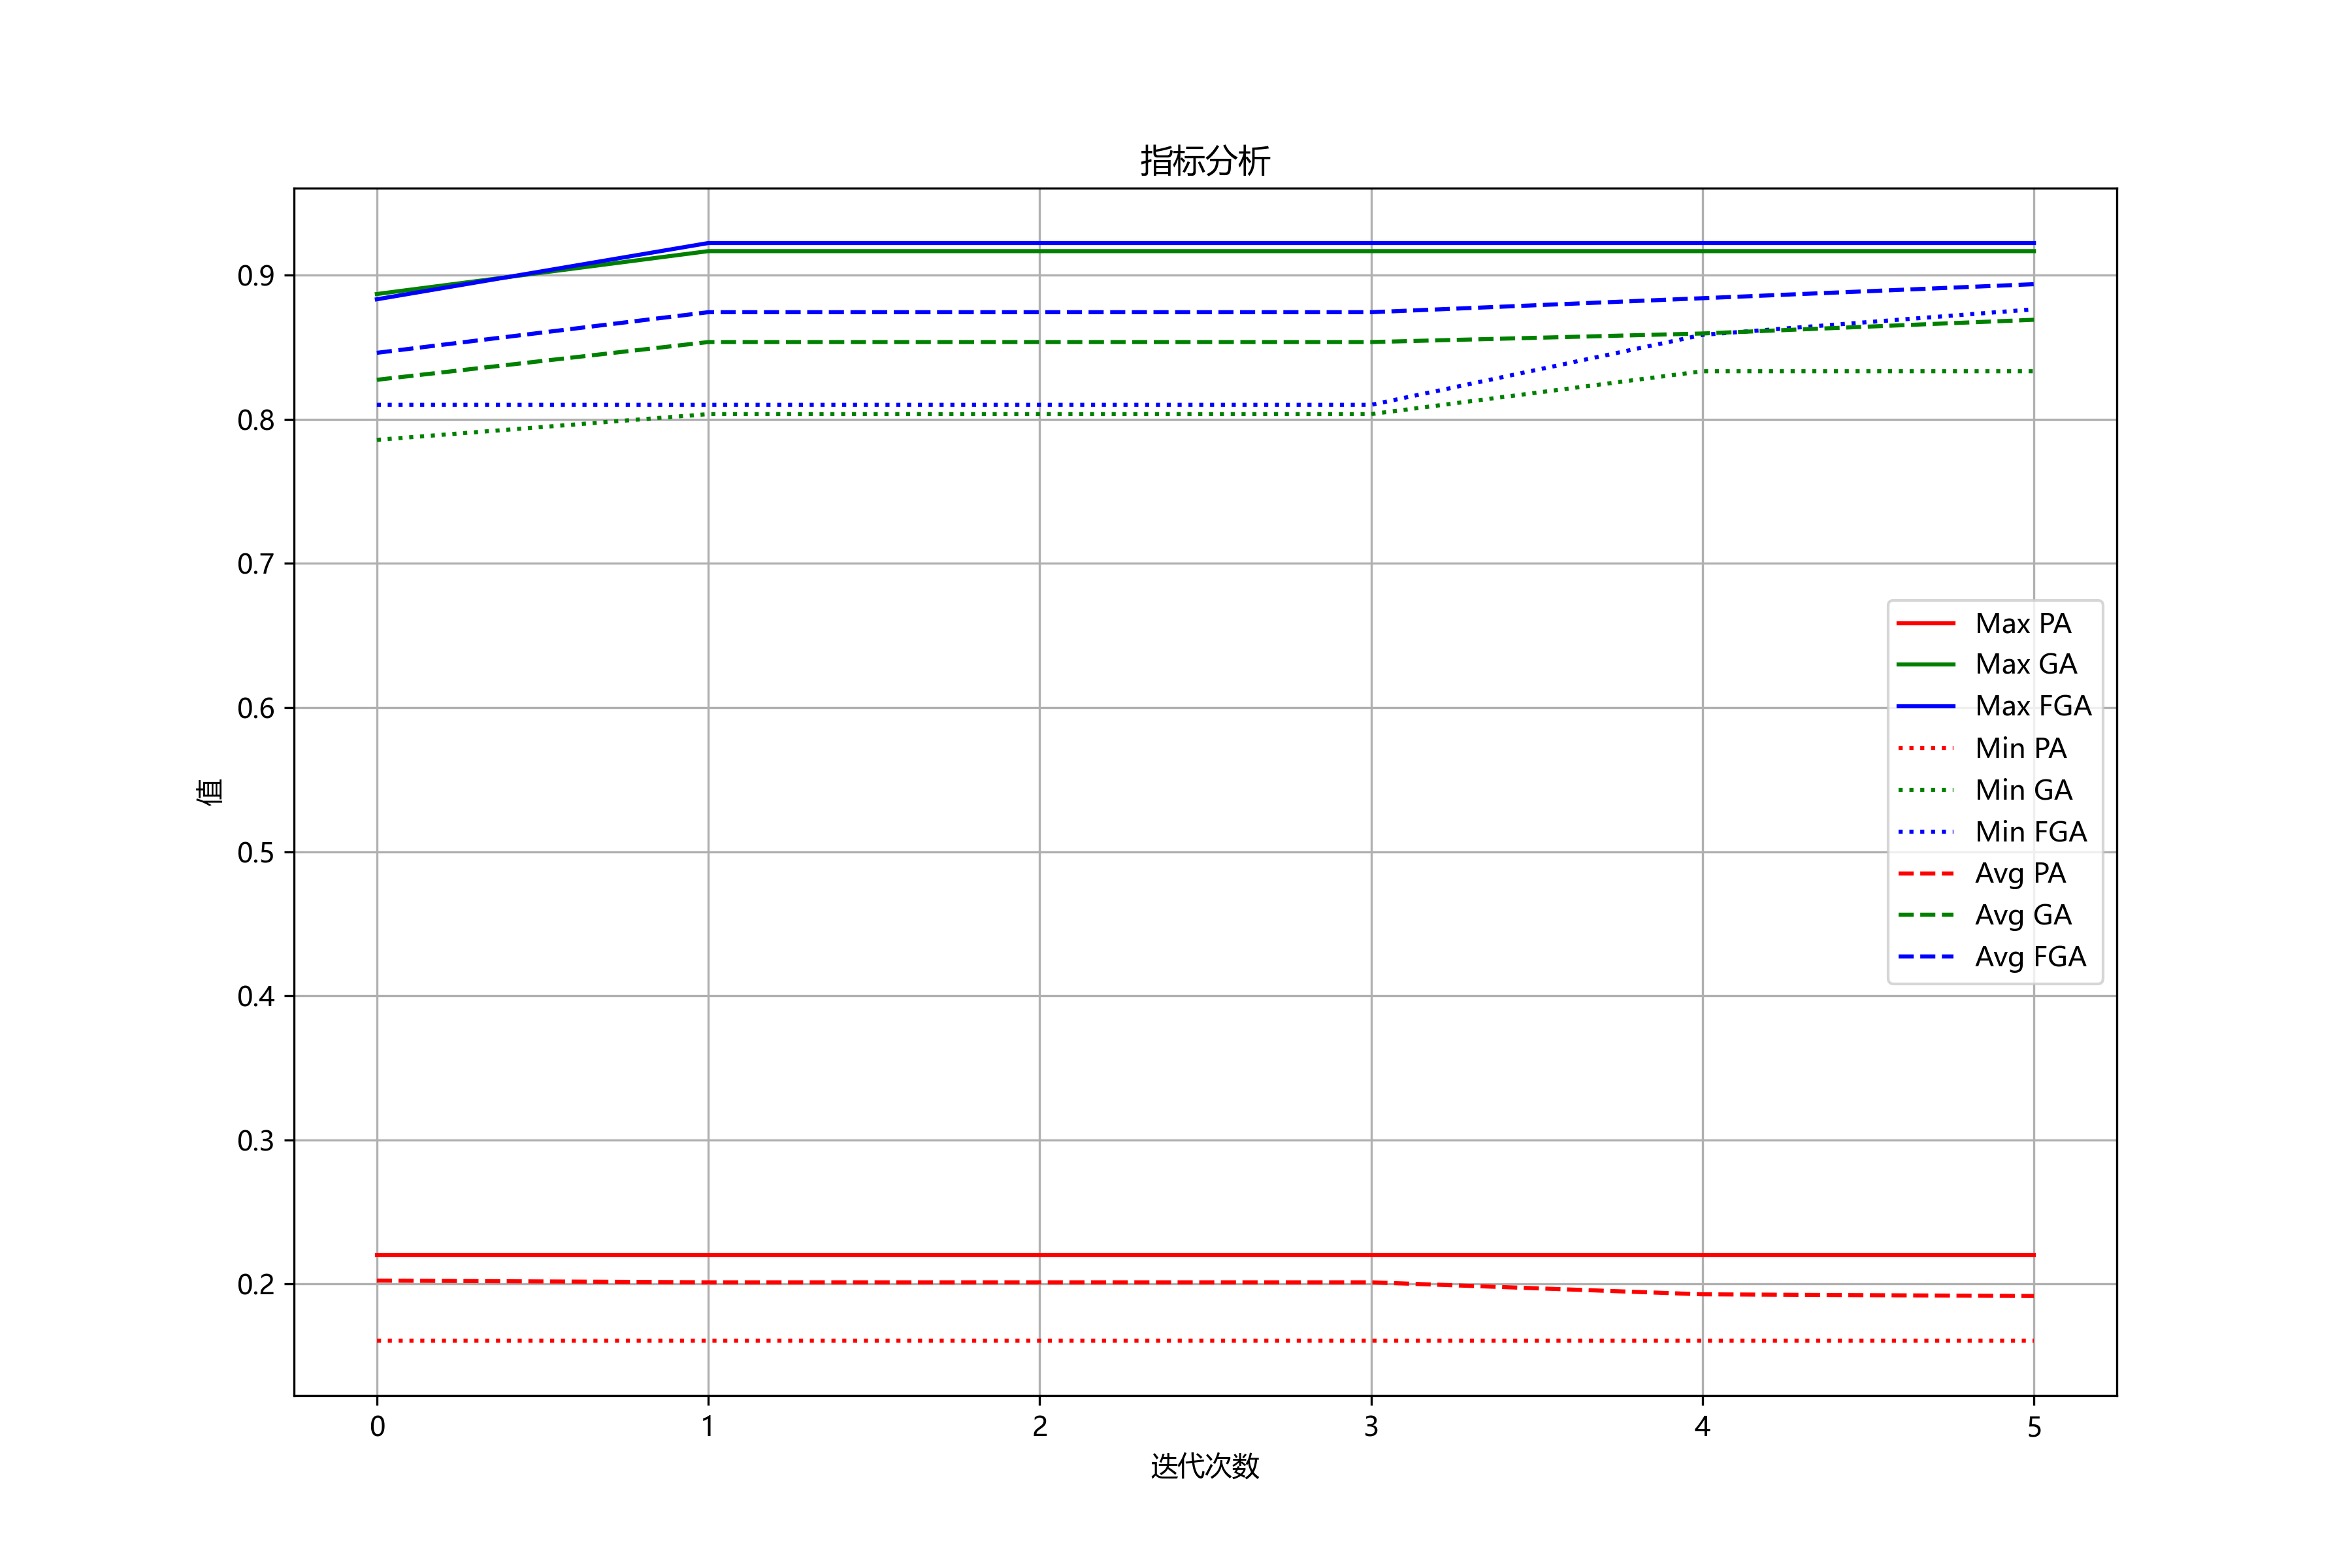 指标分析
值
0.9
0.8
0.7
0.6
0.5
0.4
0.3
0.2
Max PA
Max GA
Max FGA
Min PA
Min GA
Min FGA
Avg PA
Avg GA
Avg FGA
0 1 2 3 4 5
迭代次数